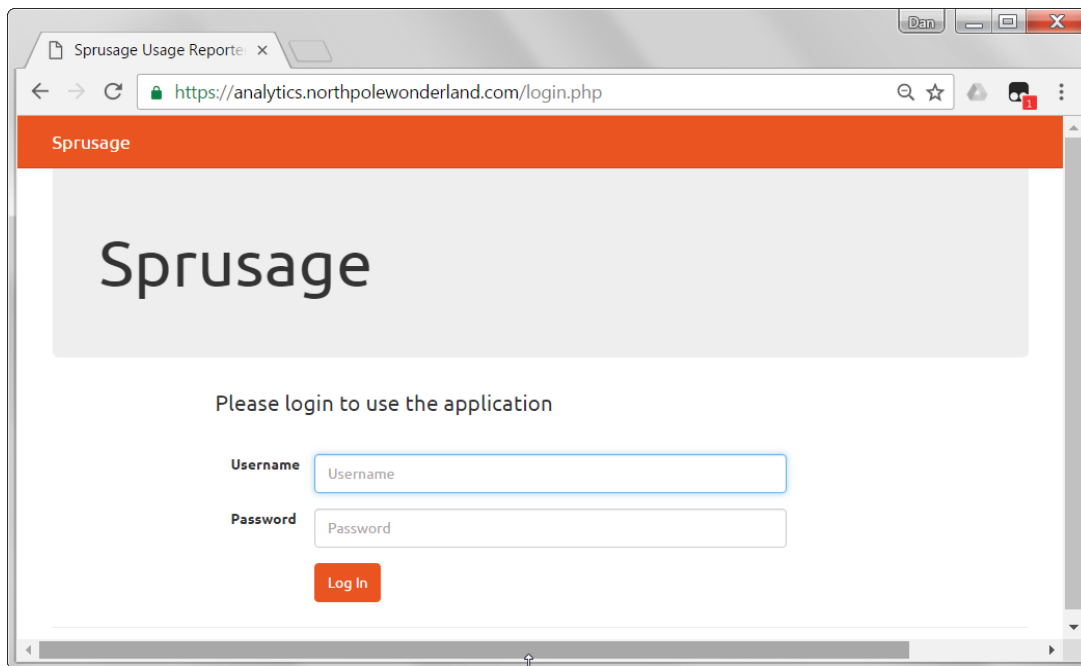 Dan
Sprusage Usage Reporte
https://analytics.northpolewonderland.com/login.php
1
Sprusage
Sprusage
Please login to use the application
Username
Username
Password
Password
Log In